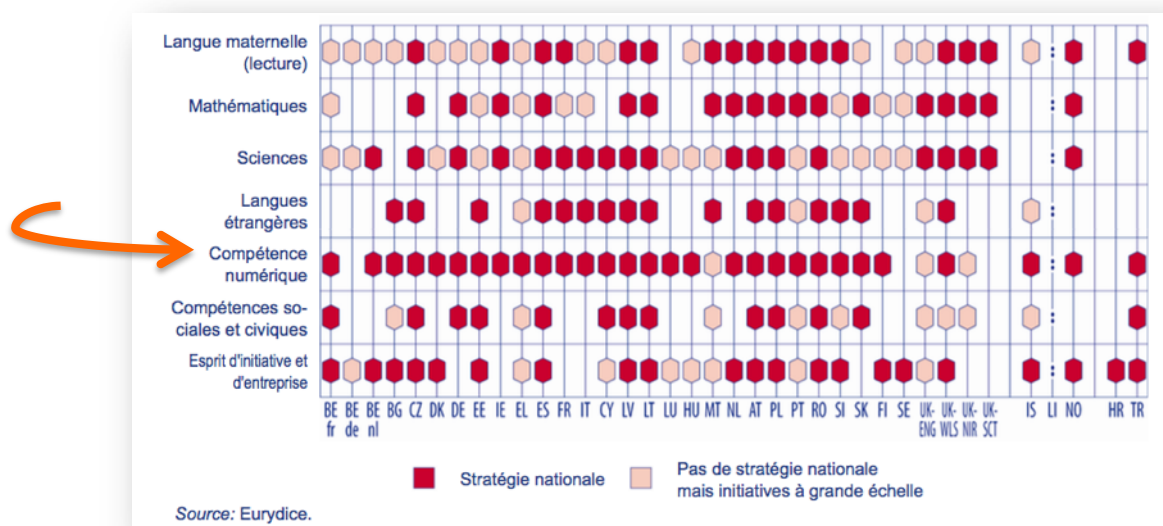 Langue maternelle
(lecture)
Mathématiques
Sciences
Langues
étrangères
Compétence
numérique
Compétences so-
ciales et civiques
Esprit d'initiative et
d'entreprise
BE fr BE de BE nl BG CZ DK DE EE IE EL ES FR IT CY LV LT LU HU MT NL AT PL PT RO SI SK FI SE UK-ENG UK-WLS UK-NIR UK-SCT IS LI NO HR TR
Stratégie nationale
Pas de stratégie nationale
mais initiatives à grande échelle
Source: Eurydice.